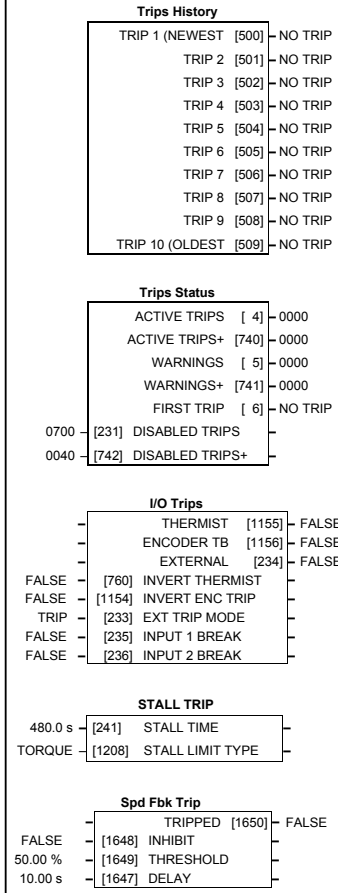 Trips History
TRIP 1 (NEWEST [500] – NO TRIP
TRIP 2 [501] – NO TRIP
TRIP 3 [502] – NO TRIP
TRIP 4 [503] – NO TRIP
TRIP 5 [504] – NO TRIP
TRIP 6 [505] – NO TRIP
TRIP 7 [506] – NO TRIP
TRIP 8 [507] – NO TRIP
TRIP 9 [508] – NO TRIP
TRIP 10 (OLDEST [509] – NO TRIP
Trips Status
ACTIVE TRIPS [ 4] – 0000
ACTIVE TRIPS+ [740] – 0000
WARNINGS [ 5] – 0000
WARNINGS+ [741] – 0000
FIRST TRIP [ 6] – NO TRIP
0700 – [231] DISABLED TRIPS –
0040 – [742] DISABLED TRIPS+ –
I/O Trips
– THERMIST [1155] – FALSE
– ENCODER TB [1156] – FALSE
– EXTERNAL [234] – FALSE
FALSE – [760] INVERT THERMIST –
FALSE – [1154] INVERT ENC TRIP –
TRIP – [233] EXT TRIP MODE –
FALSE – [235] INPUT 1 BREAK –
FALSE – [236] INPUT 2 BREAK –
STALL TRIP
480.0 s – [241] STALL TIME –
TORQUE – [1208] STALL LIMIT TYPE –
Spd Fbk Trip
– TRIPPED [1650] – FALSE
FALSE – [1648] INHIBIT –
50.00 % – [1649] THRESHOLD –
10.00 s – [1647] DELAY –